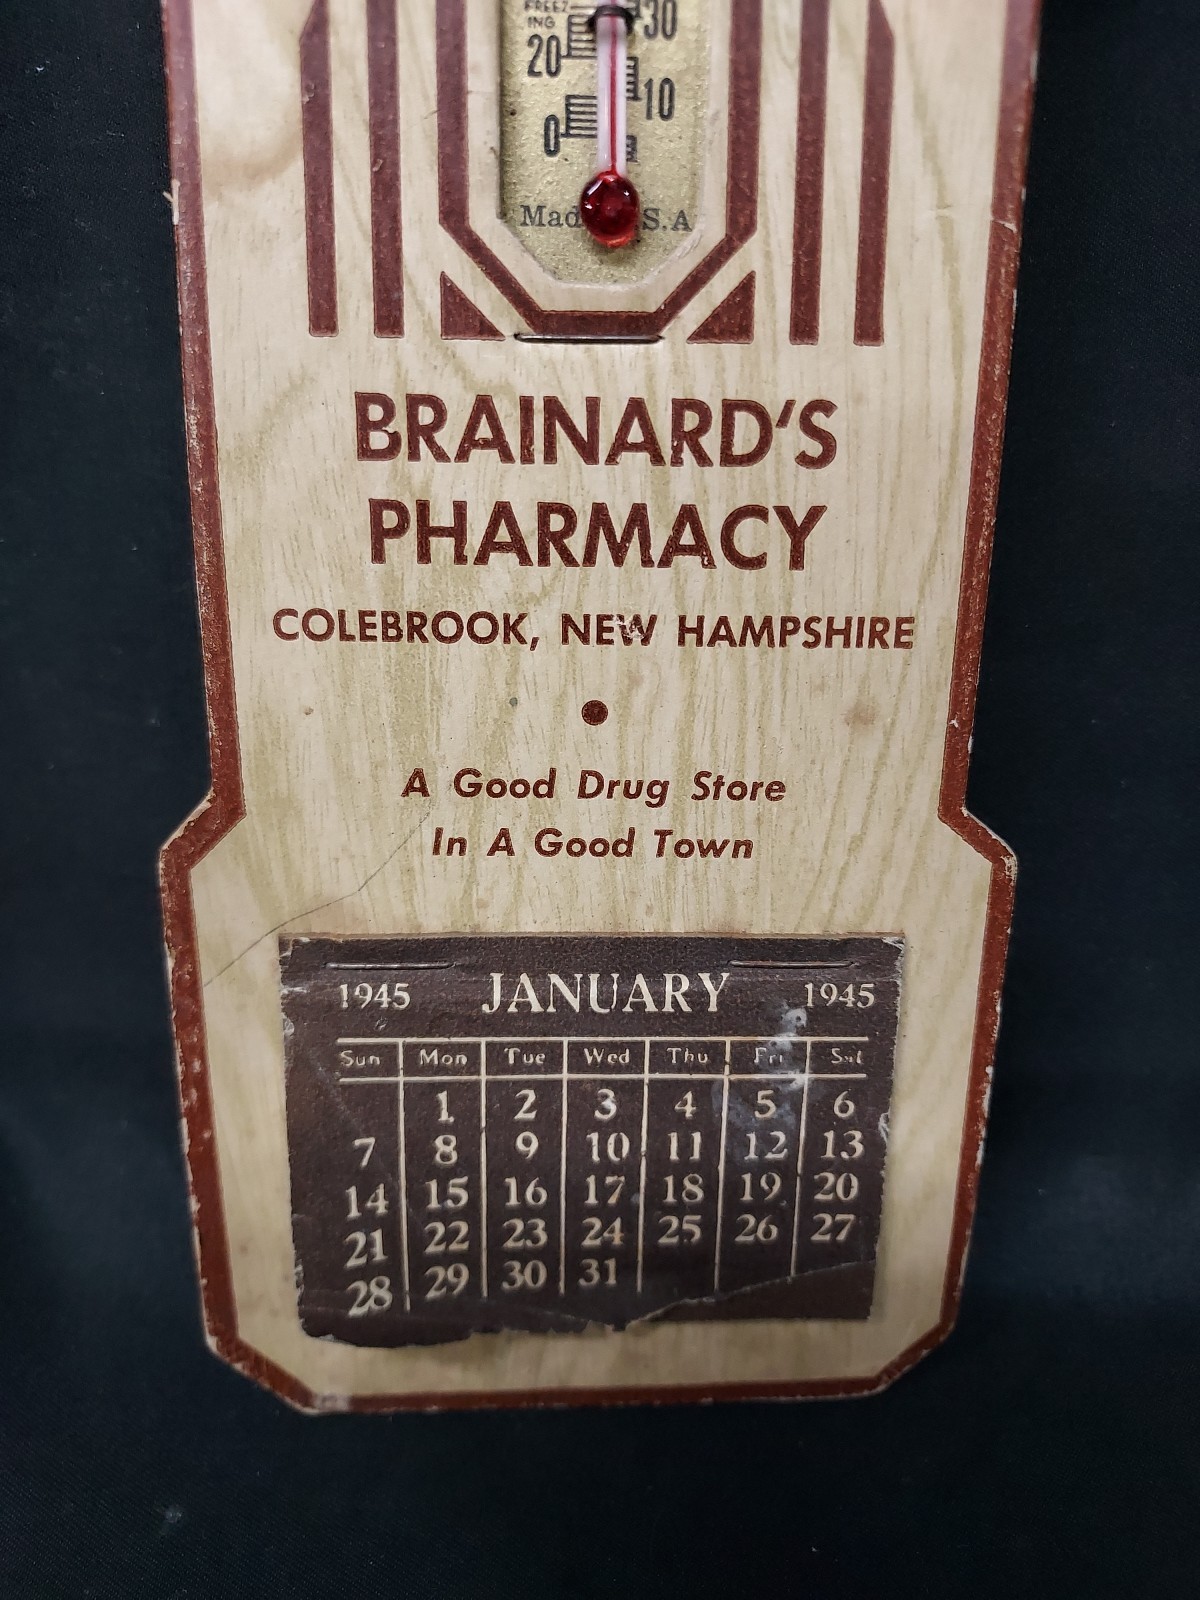 FREEZ
ING 30
20
10
0
Mad S.A
BRAINARD'S
PHARMACY
COLEBROOK, NEW HAMPSHIRE
A Good Drug Store
In A Good Town
1945 JANUARY 1945
Sun Mon Tue Wed Thu Fri Sat
1 2 3 4 5 6
7 8 9 10 11 12 13
14 15 16 17 18 19 20
21 22 23 24 25 26 27
28 29 30 31